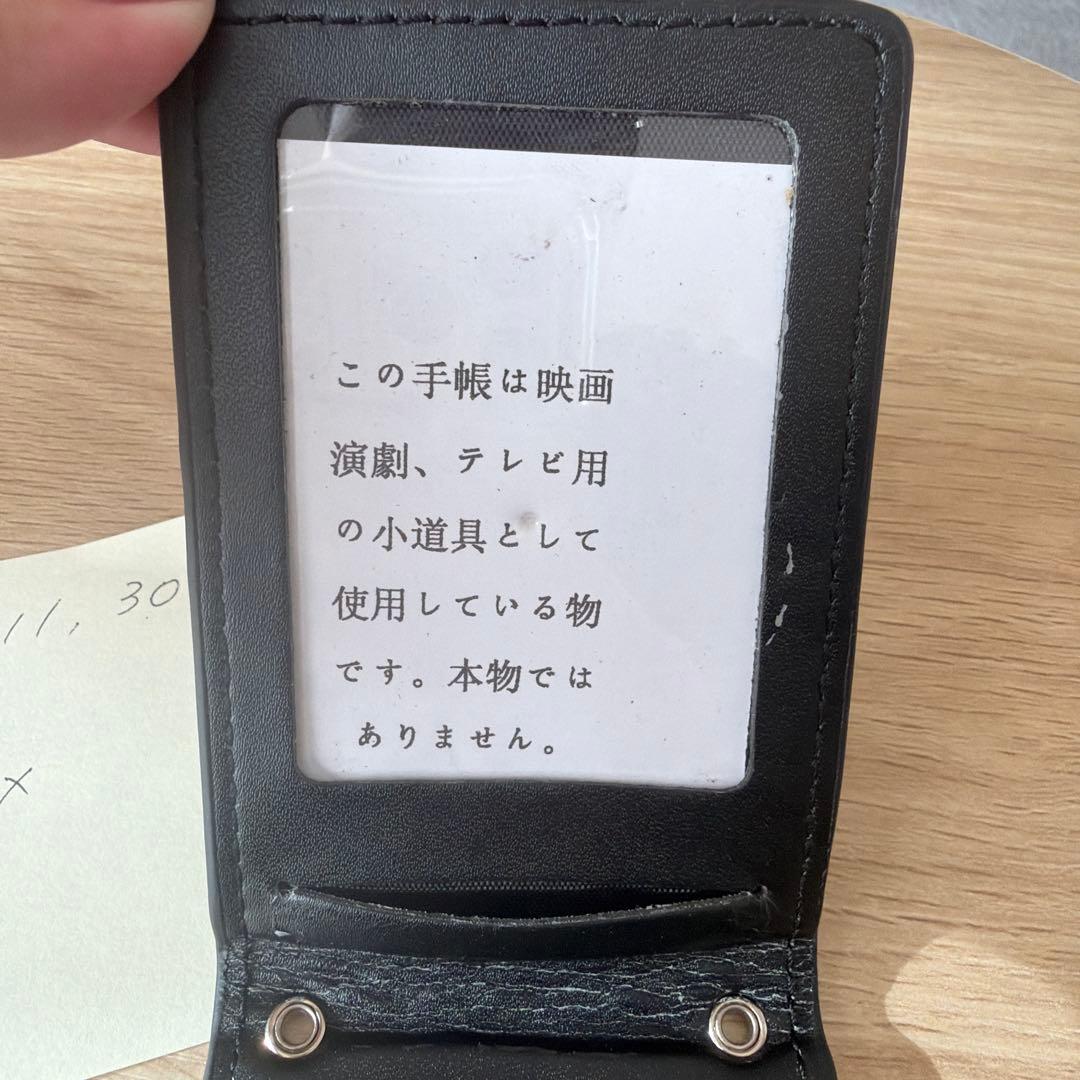 この手帳は映画
演劇、テレビ用
の小道具として
使用している物
です。本物では
ありません。
11, 30
x